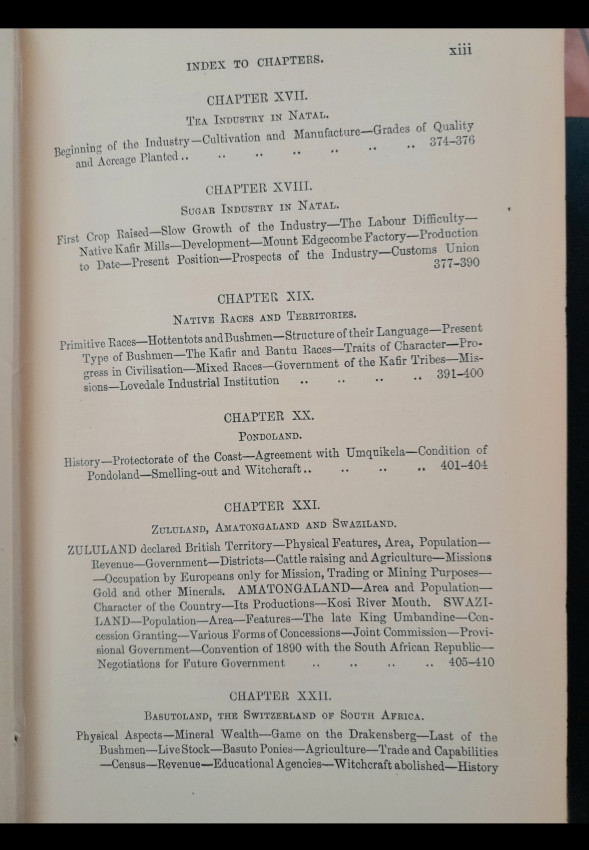 INDEX TO CHAPTERS. xiii
CHAPTER XVII.
TEA INDUSTRY IN NATAL.
Beginning of the Industry—Cultivation and Manufacture—Grades of Quality
and Acreage Planted .. .. .. .. .. .. .. 374–376
CHAPTER XVIII.
SUGAR INDUSTRY IN NATAL.
First Crop Raised—Slow Growth of the Industry—The Labour Difficulty—
Native Kafir Mills—Development—Mount Edgecombe Factory—Production
to Date—Present Position—Prospects of the Industry—Customs Union
377–390
CHAPTER XIX.
NATIVE RACES AND TERRITORIES.
Primitive Races—Hottentots and Bushmen—Structure of their Language—Present
Type of Bushmen—The Kafir and Bantu Races—Traits of Character—Pro-
gress in Civilisation—Mixed Races—Government of the Kafir Tribes—Mis-
sions—Lovedale Industrial Institution .. .. .. .. 391–400
CHAPTER XX.
PONDOLAND.
History—Protectorate of the Coast—Agreement with Umquikela—Condition of
Pondoland—Smelling-out and Witchcraft .. .. .. .. 401–404
CHAPTER XXI.
ZULULAND, AMATONGALAND AND SWAZILAND.
ZULULAND declared British Territory—Physical Features, Area, Population—
Revenue—Government—Districts—Cattle raising and Agriculture—Missions
—Occupation by Europeans only for Mission, Trading or Mining Purposes—
Gold and other Minerals. AMATONGALAND—Area and Population—
Character of the Country—Its Productions—Kosi River Mouth. SWAZI-
LAND—Population—Area—Features—The late King Umbandine—Con-
cession Granting—Various Forms of Concessions—Joint Commission—Provi-
sional Government—Convention of 1890 with the South African Republic—
Negotiations for Future Government .. .. .. .. 405–410
CHAPTER XXII.
BASUTOLAND, THE SWITZERLAND OF SOUTH AFRICA.
Physical Aspects—Mineral Wealth—Game on the Drakensberg—Last of the
Bushmen—Live Stock—Basuto Ponies—Agriculture—Trade and Capabilities
—Census—Revenue—Educational Agencies—Witchcraft abolished—History